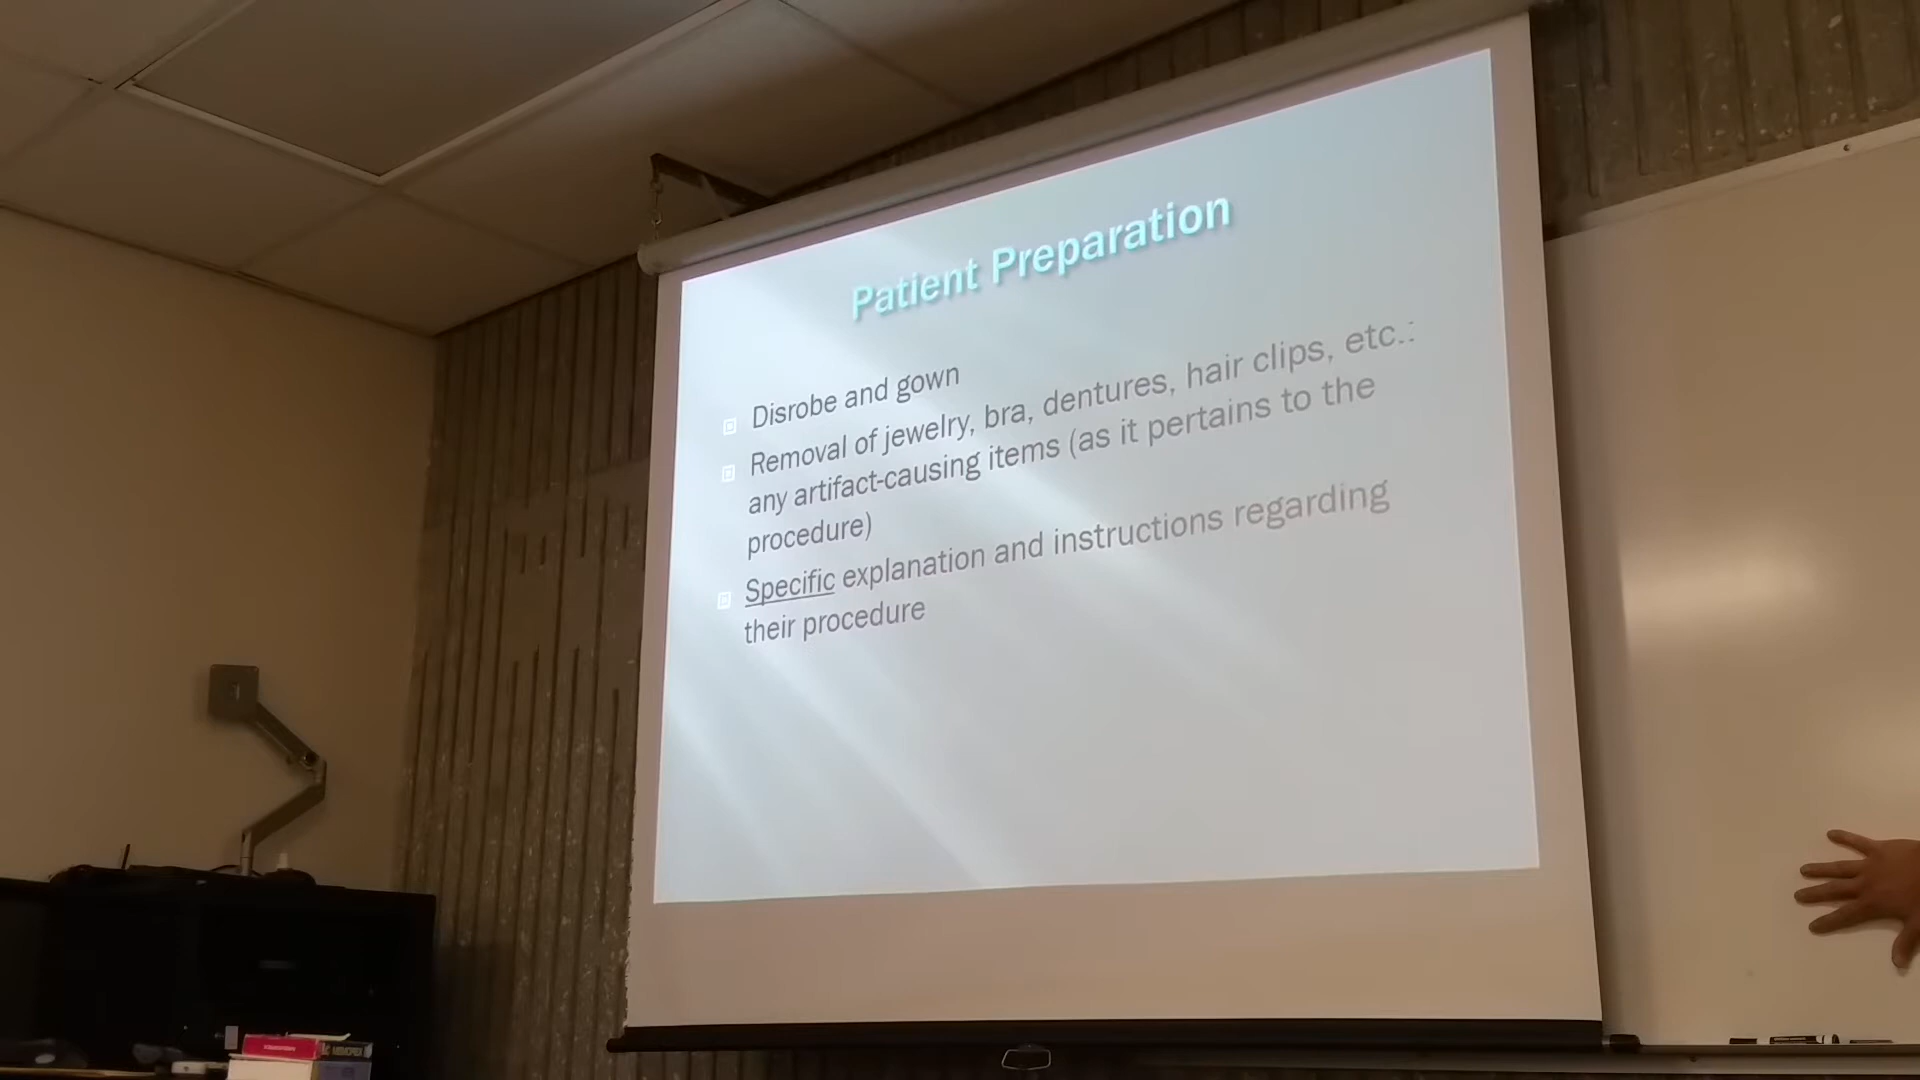 Patient Preparation
Disrobe and gown
Removal of jewelry, bra, dentures, hair clips, etc.:
any artifact-causing items (as it pertains to the
procedure)
Specific explanation and instructions regarding
their procedure
MEMOREX